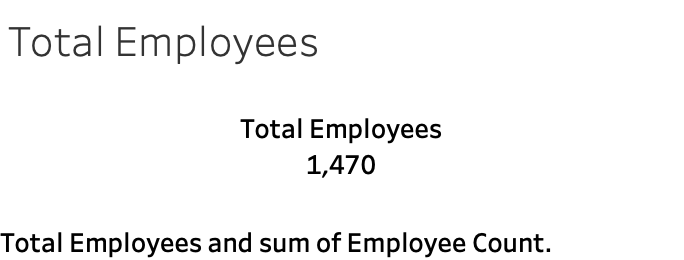 Total Employees
Total Employees
1,470
Total Employees and sum of Employee Count.